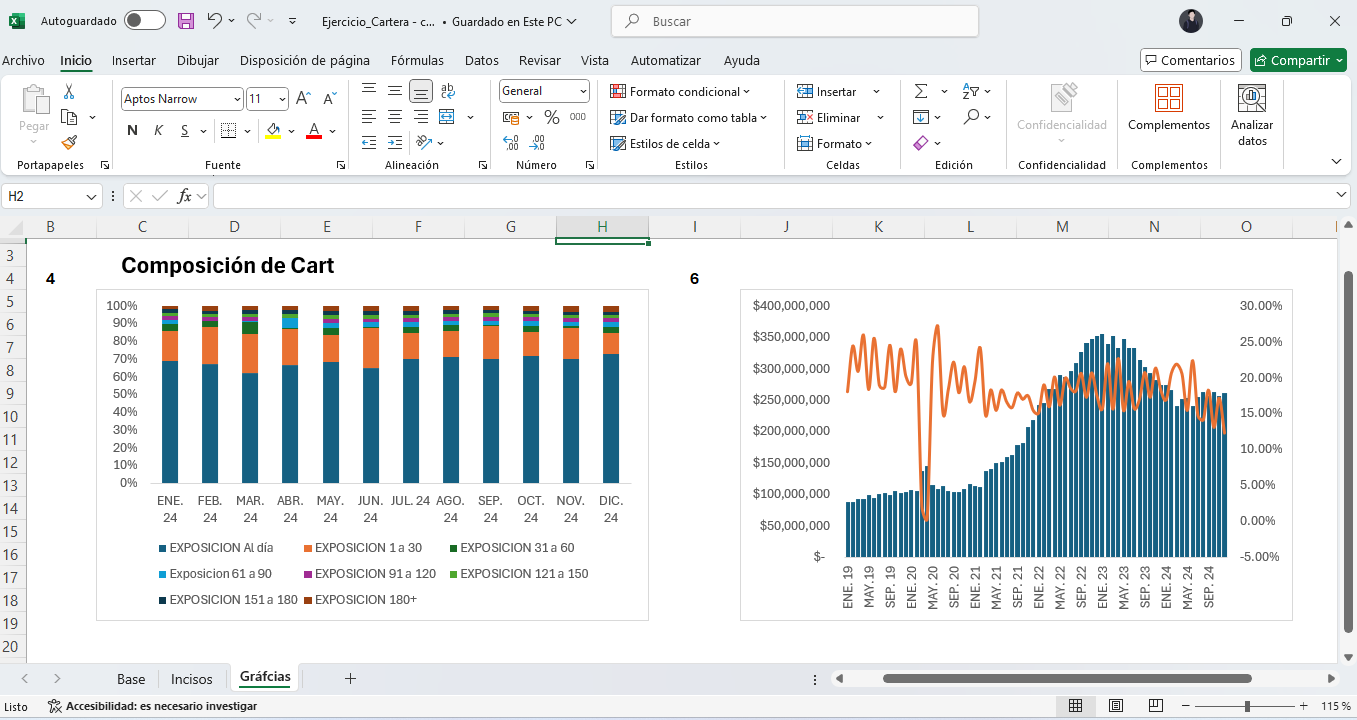 Autoguardado
Ejercicio_Cartera - c... • Guardado en Este PC
Buscar
Archivo Inicio Insertar Dibujar Disposición de página Fórmulas Datos Revisar Vista Automatizar Ayuda
Comentarios Compartir
Pegar
Portapapeles
Aptos Narrow 11
N K S
Fuente
ab
Alineación
General
% 000
Número
Formato condicional
Dar formato como tabla
Estilos de celda
Estilos
Insertar
Eliminar
Formato
Celdas
Edición
Confidencialidad
Confidencialidad
Complementos
Complementos
Analizar
datos
H2
fx
B C D E F G H I J K L M N O
3
4
5
6
7
8
9
10
11
12
13
14
15
16
17
18
19
20
4
Composición de Cart
100%
90%
80%
70%
60%
50%
40%
30%
20%
10%
0%
ENE. 24 FEB. 24 MAR. 24 ABR. 24 MAY. 24 JUN. 24 JUL. 24 AGO. 24 SEP. 24 OCT. 24 NOV. 24 DIC. 24
EXPOSICION Al día EXPOSICION 1 a 30 EXPOSICION 31 a 60
Exposicion 61 a 90 EXPOSICION 91 a 120 EXPOSICION 121 a 150
EXPOSICION 151 a 180 EXPOSICION 180+
6
$400,000,000
$350,000,000
$300,000,000
$250,000,000
$200,000,000
$150,000,000
$100,000,000
$50,000,000
$-
30.00%
25.00%
20.00%
15.00%
10.00%
5.00%
0.00%
-5.00%
ENE. 19 MAY.19 SEP. 19 ENE. 20 MAY. 20 SEP. 20 ENE. 21 MAY. 21 SEP. 21 ENE. 22 MAY. 22 SEP. 22 ENE. 23 MAY. 23 SEP. 23 ENE. 24 MAY. 24 SEP. 24
Base Incisos Gráfcias
Listo Accesibilidad: es necesario investigar
115 %